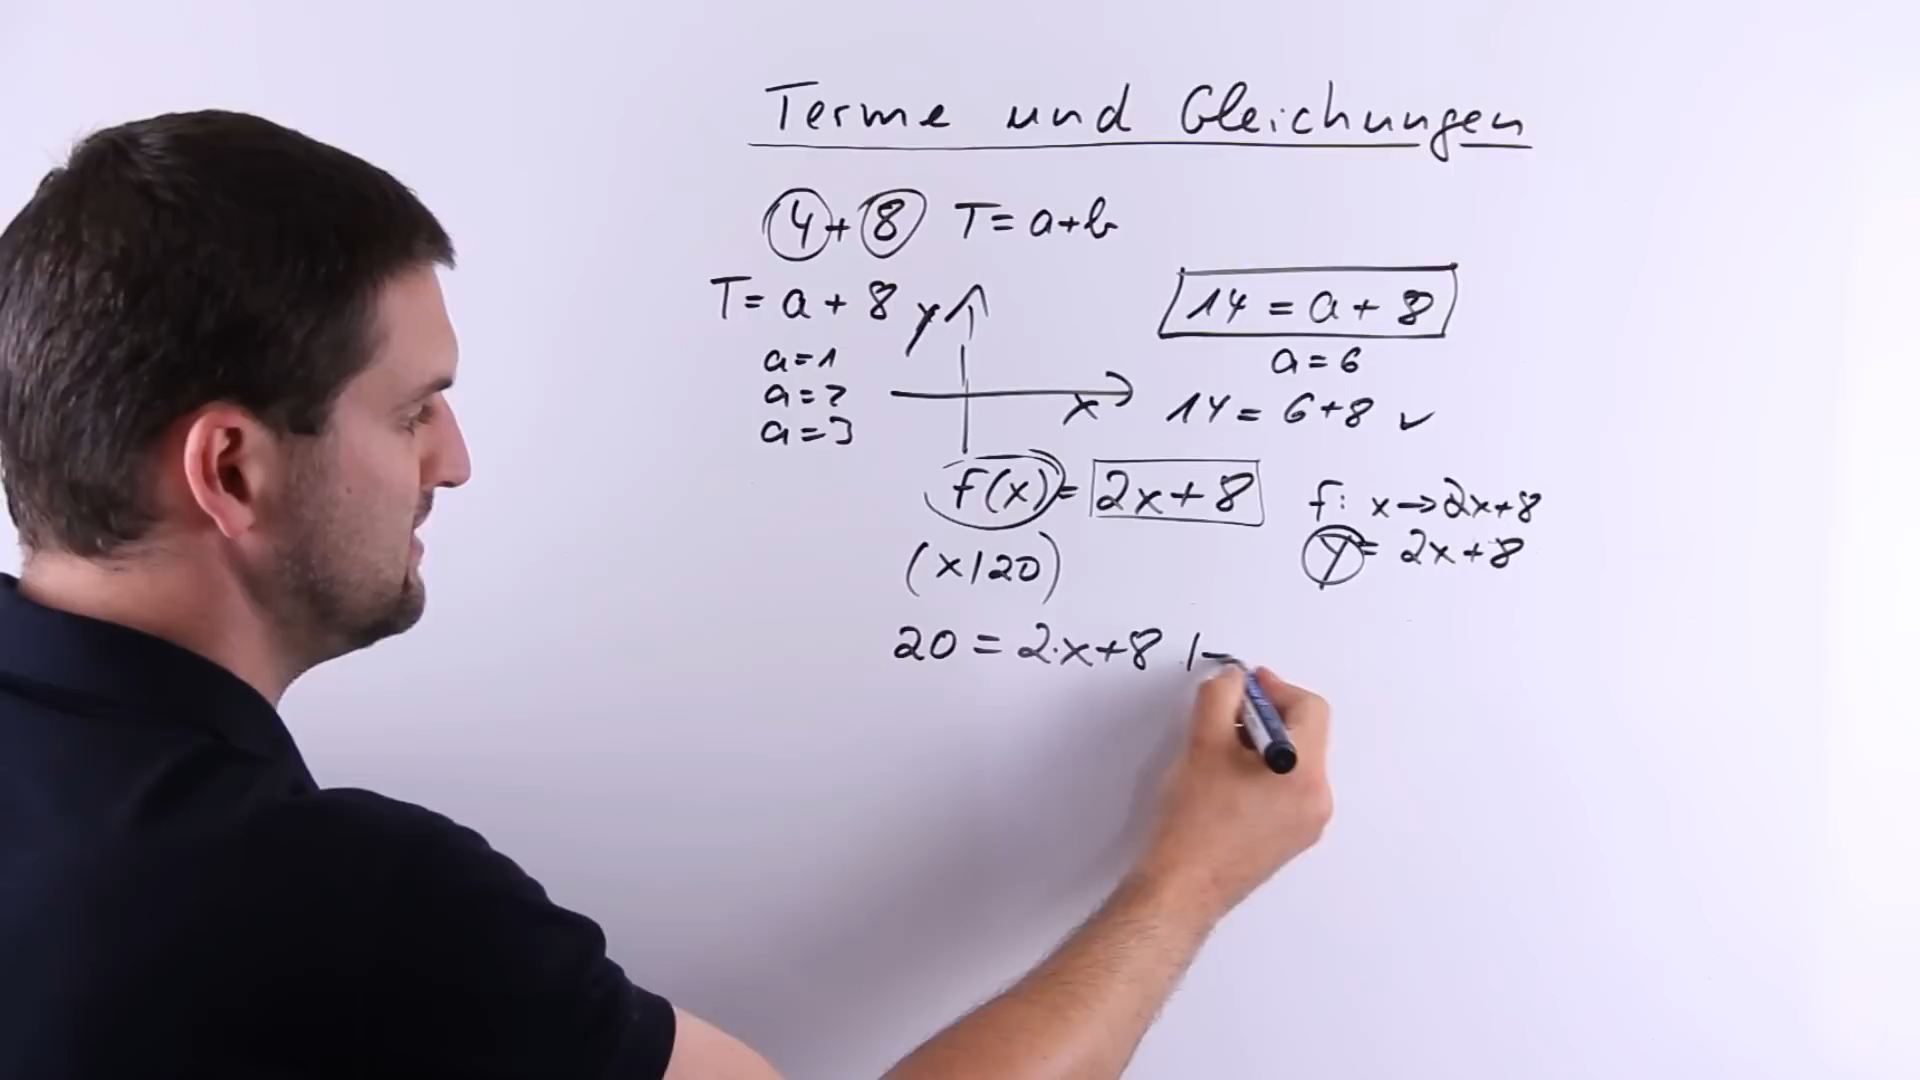 Terme und Gleichungen
4+8 T=a+b
T=a+8
a=1
a=2
a=3
y
x
14=a+8
a=6
14=6+8 ✓
f(x)=2x+8
f: x→2x+8
y=2x+8
(x|20)
20=2·x+8 |-